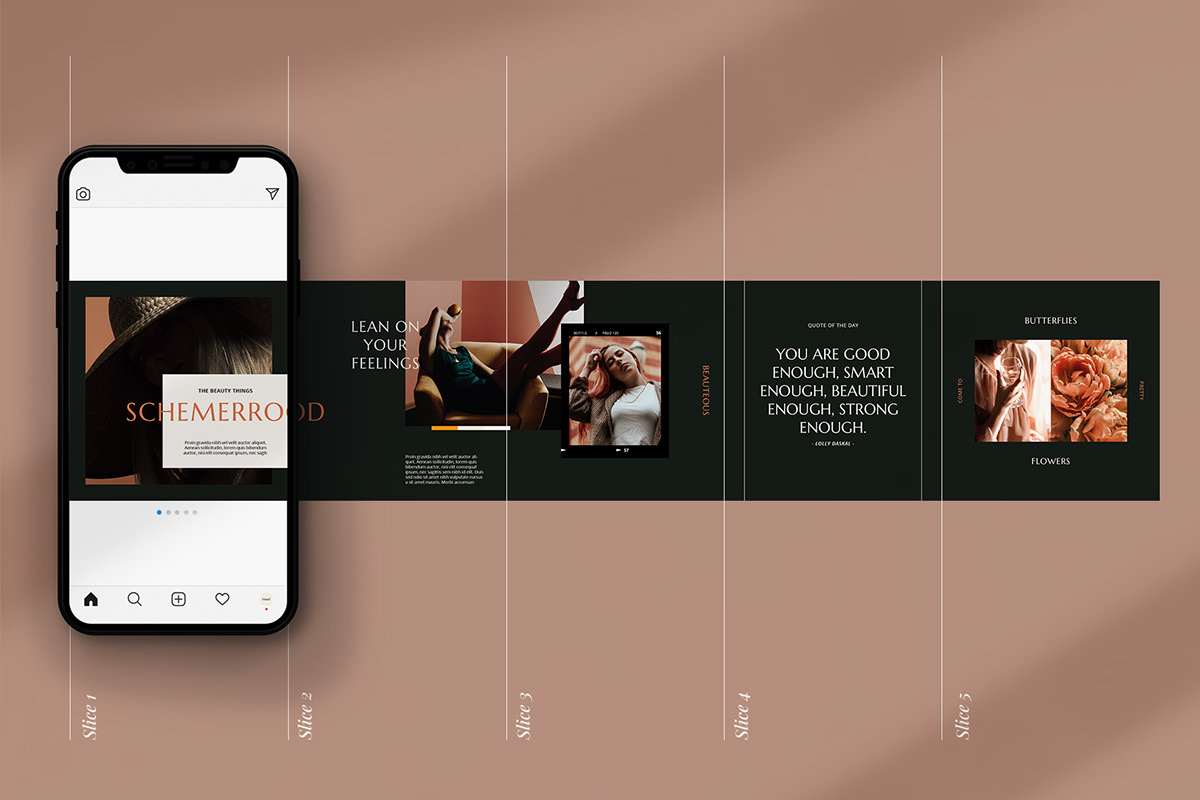 THE BEAUTY THINGS
SCHEMERROOD
Proin gravida nibh vel velit auctor aliquet.
Aenean sollicitudin, lorem quis bibendum
auctor, nisi elit consequat ipsum, nec sagit
LEAN ON
YOUR
FEELINGS
Proin gravida nibh vel velit auctor ali-
quet. Aenean sollicitudin, lorem quis
bibendum auctor, nisi elit consequat
ipsum, nec sagittis sem nibh id elit. Duis
sed odio sit amet nibh vulputate cursus
a sit amet mauris. Morbi accumsan
56
57
BEAUTEOUS
QUOTE OF THE DAY
YOU ARE GOOD
ENOUGH, SMART
ENOUGH, BEAUTIFUL
ENOUGH, STRONG
ENOUGH.
- LOLLY DASKAL -
BUTTERFLIES
COME TO
PRETTY
FLOWERS
Slice 1
Slice 2
Slice 3
Slice 4
Slice 5